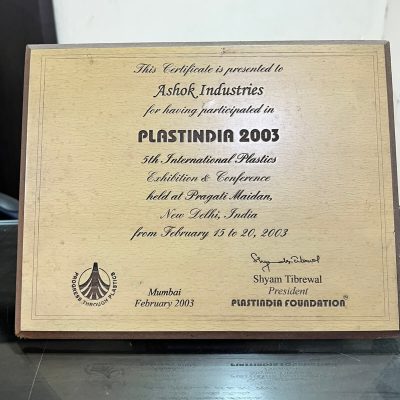 This Certificate is presented to
Ashok Industries
for having participated in
PLASTINDIA 2003
5th International Plastics
Exhibition & Conference
held at Pragati Maidan,
New Delhi, India
from February 15 to 20, 2003
Shyam Tibrewal
Shyam Tibrewal
President
PLASTINDIA FOUNDATION®
Mumbai
February 2003
PROGRESS THROUGH PLASTICS